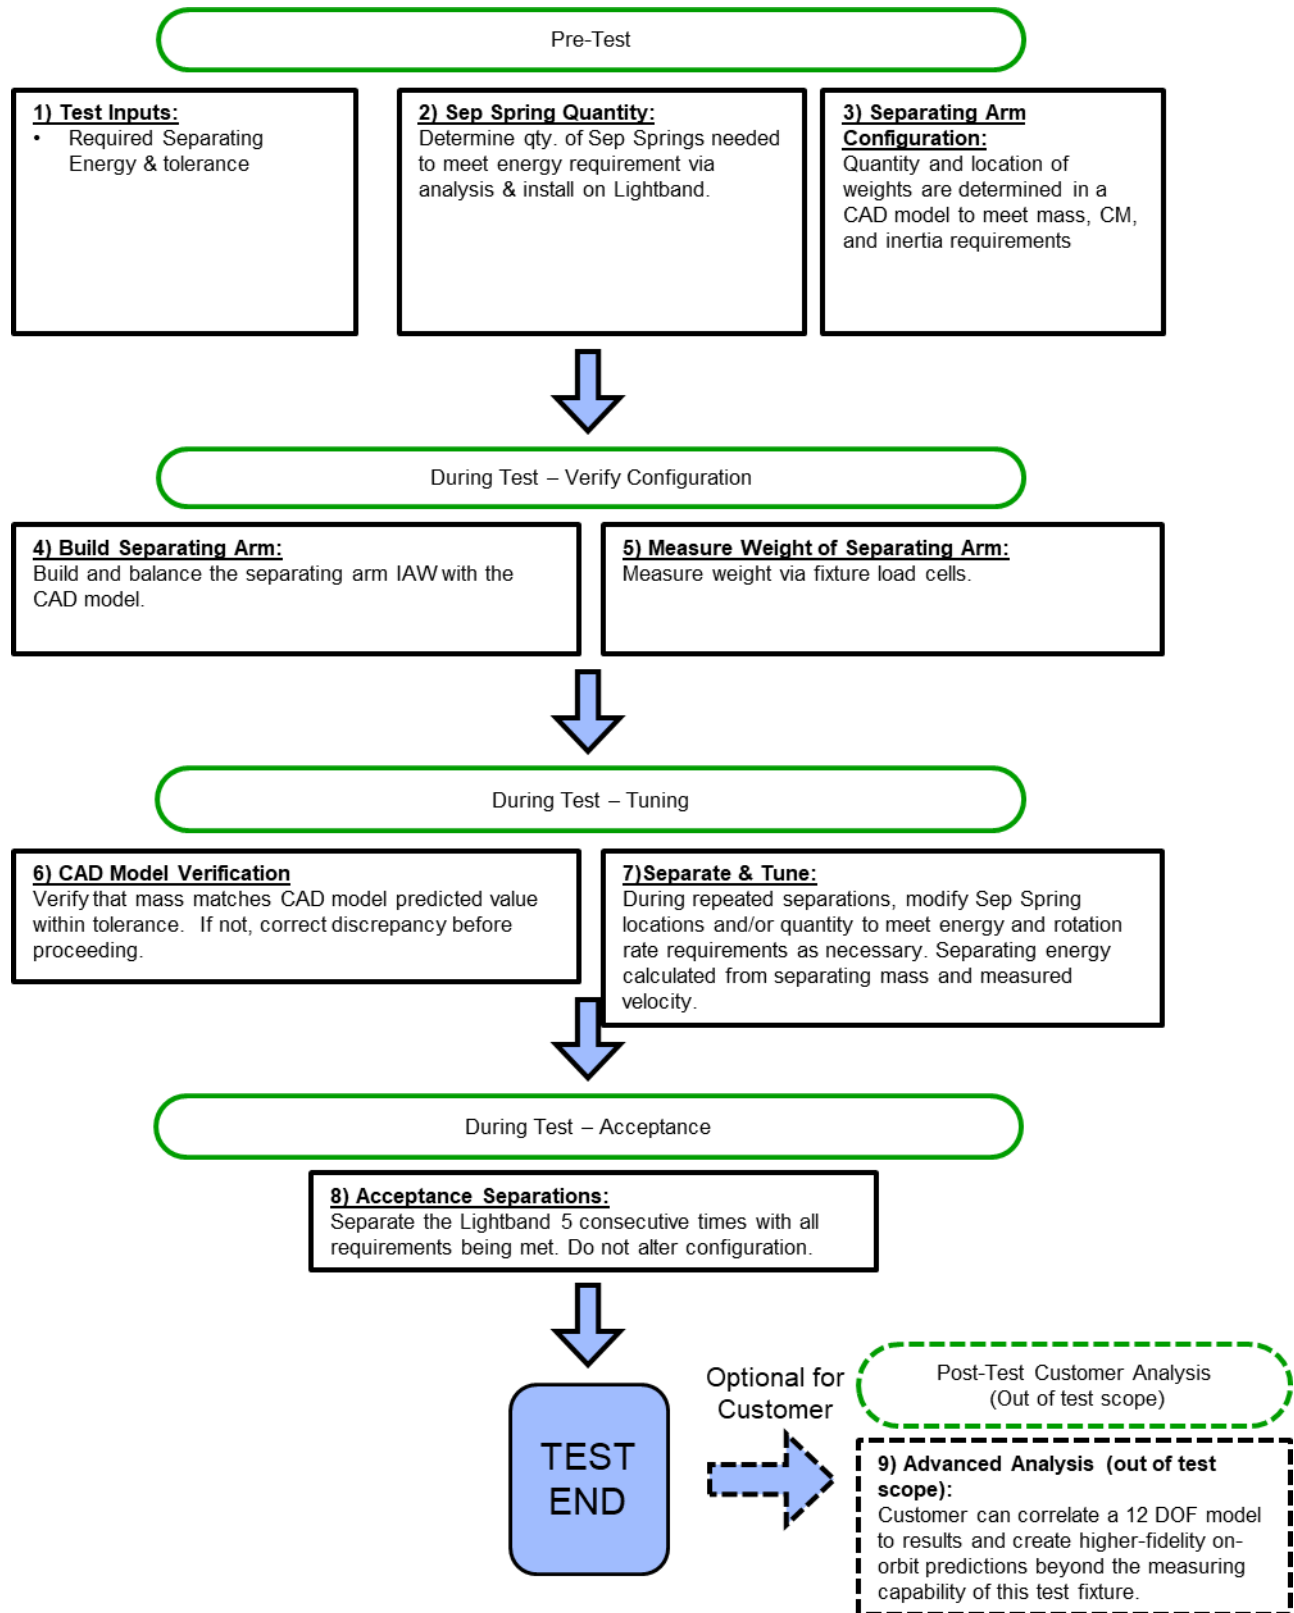 Pre-Test
1) Test Inputs:
• Required Separating
Energy & tolerance
2) Sep Spring Quantity:
Determine qty. of Sep Springs needed
to meet energy requirement via
analysis & install on Lightband.
3) Separating Arm
Configuration:
Quantity and location of
weights are determined in a
CAD model to meet mass, CM,
and inertia requirements
During Test – Verify Configuration
4) Build Separating Arm:
Build and balance the separating arm IAW with the
CAD model.
5) Measure Weight of Separating Arm:
Measure weight via fixture load cells.
During Test – Tuning
6) CAD Model Verification
Verify that mass matches CAD model predicted value
within tolerance. If not, correct discrepancy before
proceeding.
7)Separate & Tune:
During repeated separations, modify Sep Spring
locations and/or quantity to meet energy and rotation
rate requirements as necessary. Separating energy
calculated from separating mass and measured
velocity.
During Test – Acceptance
8) Acceptance Separations:
Separate the Lightband 5 consecutive times with all
requirements being met. Do not alter configuration.
TEST
END
Optional for
Customer
Post-Test Customer Analysis
(Out of test scope)
9) Advanced Analysis (out of test
scope):
Customer can correlate a 12 DOF model
to results and create higher-fidelity on-
orbit predictions beyond the measuring
capability of this test fixture.